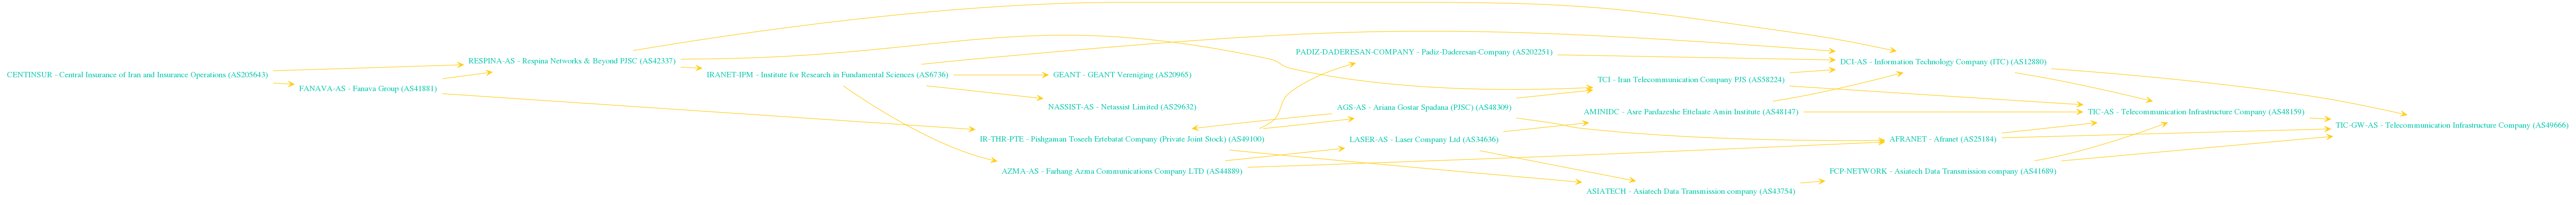 CENTINSUR - Central Insurance of Iran and Insurance Operations (AS205643)
FANAVA-AS - Fanava Group (AS41881)
RESPINA-AS - Respina Networks & Beyond PJSC (AS42337)
IRANET-IPM - Institute for Research in Fundamental Sciences (AS6736)
GEANT - GEANT Vereniging (AS20965)
NASSIST-AS - Netassist Limited (AS29632)
IR-THR-PTE - Pishgaman Toseeh Ertebatat Company (Private Joint Stock) (AS49100)
AZMA-AS - Farhang Azma Communications Company LTD (AS44889)
PADIZ-DADERESAN-COMPANY - Padiz-Daderesan-Company (AS202251)
AGS-AS - Ariana Gostar Spadana (PJSC) (AS48309)
LASER-AS - Laser Company Ltd (AS34636)
TCI - Iran Telecommunication Company PJS (AS58224)
AMINIDC - Asre Pardazeshe Ettelaate Amin Institute (AS48147)
ASIATECH - Asiatech Data Transmission company (AS43754)
DCI-AS - Information Technology Company (ITC) (AS12880)
AFRANET - Afranet (AS25184)
FCP-NETWORK - Asiatech Data Transmission company (AS41689)
TIC-AS - Telecommunication Infrastructure Company (AS48159)
TIC-GW-AS - Telecommunication Infrastructure Company (AS49666)